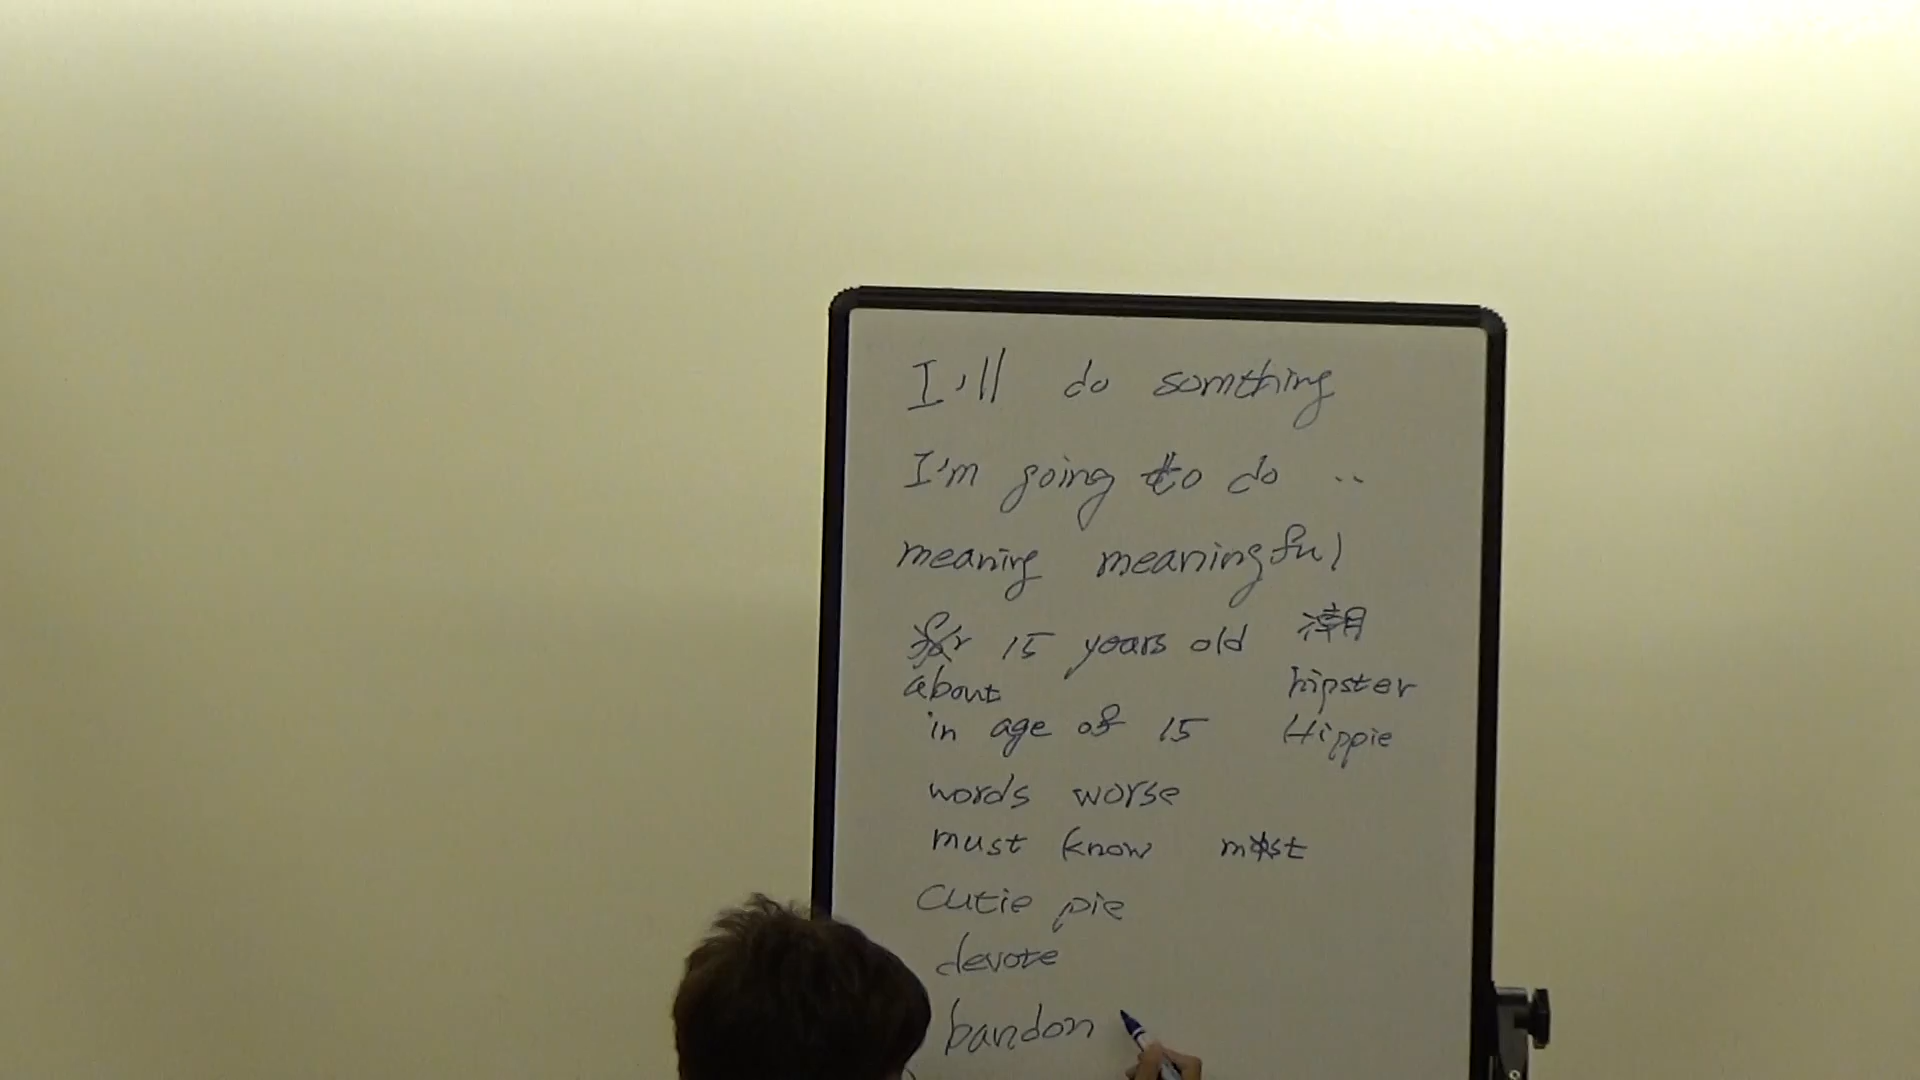 I'll do somthing
I'm going to do ..
meaning meaningful
for 15 years old 潮
about hipster
in age of 15 Hippie
words worse
must know most
cutie pie
devote
bandon